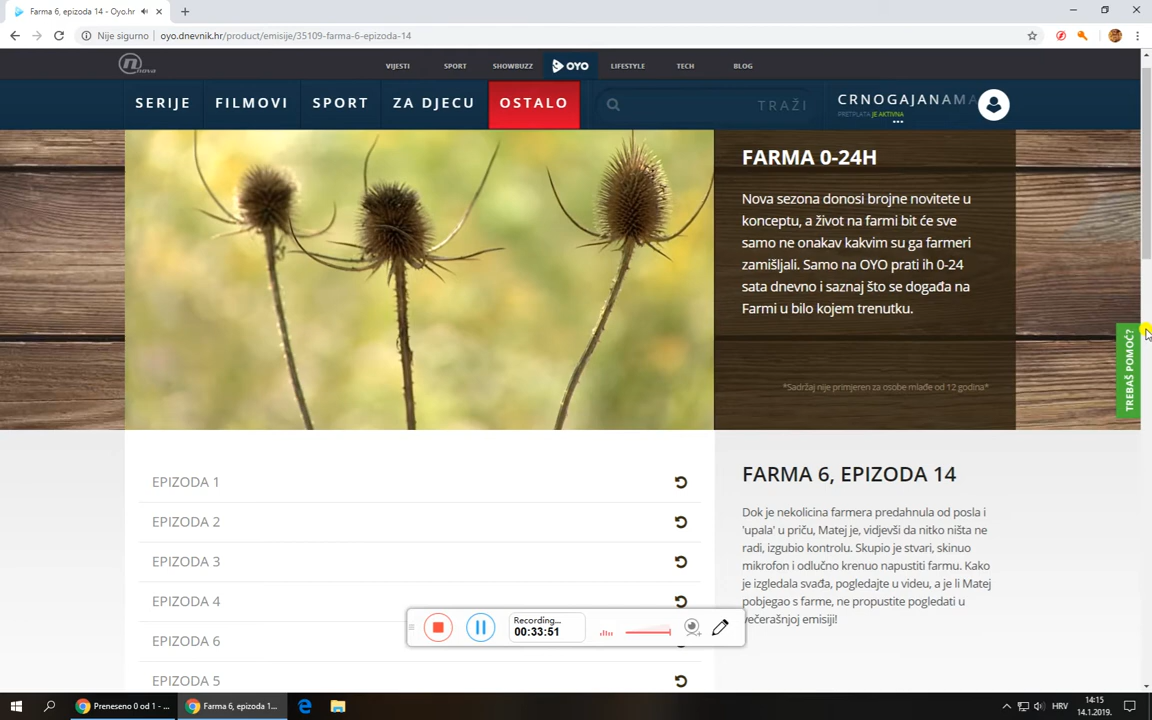 Farma 6, epizoda 14 - Oyo.hr
Nije sigurno
oyo.dnevnik.hr/product/emisije/35109-farma-6-epizoda-14
nova
VIJESTI SPORT SHOWBUZZ OYO LIFESTYLE TECH BLOG
SERIJE FILMOVI SPORT ZA DJECU OSTALO TRAŽI CRNOGAJANAMA
PRETPLATA JE AKTIVNA
FARMA 0-24H
Nova sezona donosi brojne novitete u
konceptu, a život na farmi bit će sve
samo ne onakav kakvim su ga farmeri
zamišljali. Samo na OYO prati ih 0-24
sata dnevno i saznaj što se događa na
Farmi u bilo kojem trenutku.
*Sadržaj nije primjeren za osobe mlađe od 12 godina*
TREBAŠ POMOĆ?
EPIZODA 1
EPIZODA 2
EPIZODA 3
EPIZODA 4
EPIZODA 6
EPIZODA 5
FARMA 6, EPIZODA 14
Dok je nekolicina farmera predahnula od posla i
'upala' u priču, Matej je, vidjevši da nitko ništa ne
radi, izgubio kontrolu. Skupio je stvari, skinuo
mikrofon i odlučno krenuo napustiti farmu. Kako
je izgledala svađa, pogledajte u videu, a je li Matej
pobjegao s farme, ne propustite pogledati u
večerašnjoj emisiji!
Recording...
00:33:51
Preneseno 0 od 1 - ...
Farma 6, epizoda 1...
HRV
14:15
14.1.2019.